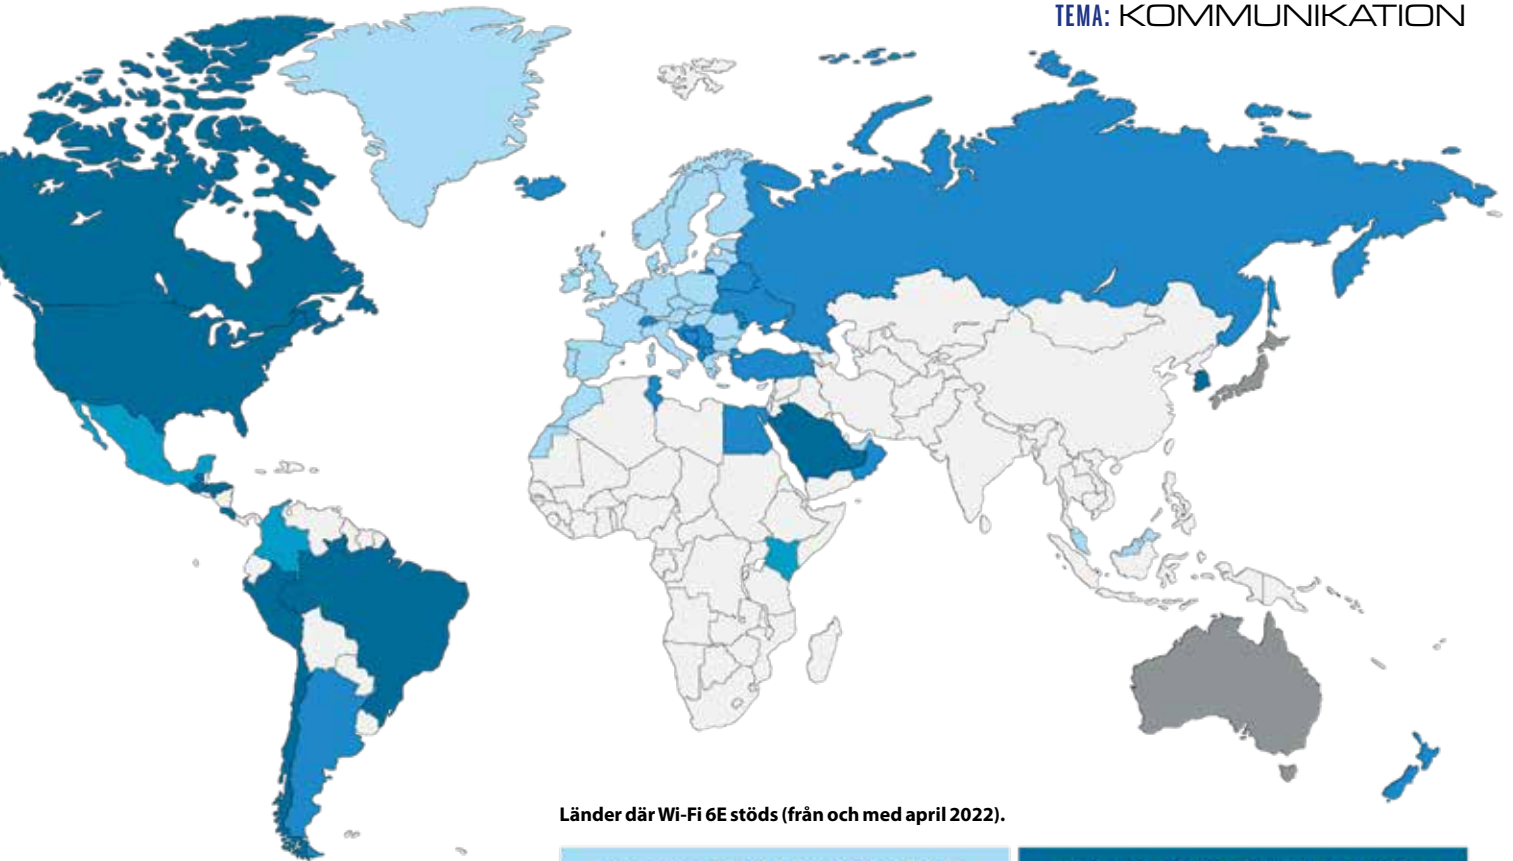 TEMA: KOMMUNIKATION
Länder där Wi-Fi 6E stöds (från och med april 2022).